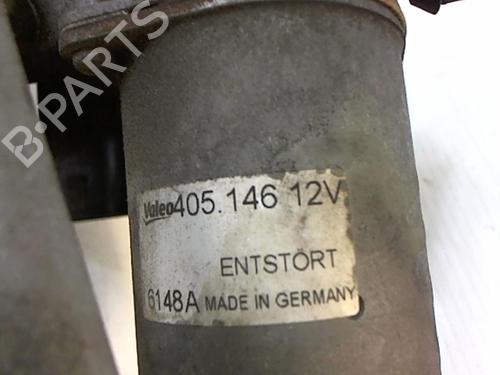 B-PARTS
Valeo 405.146 12V
ENTSTÖRT
6148A MADE IN GERMANY